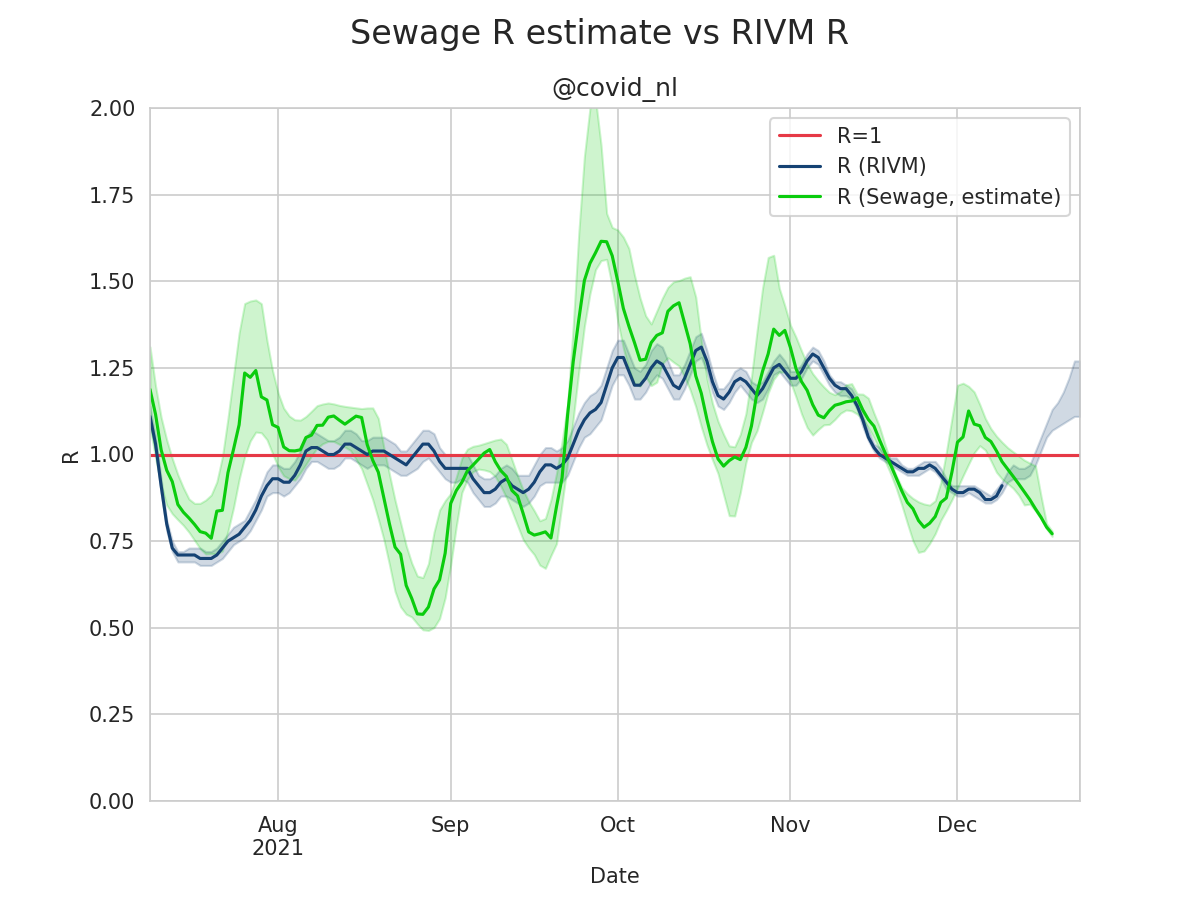 Sewage R estimate vs RIVM R
@covid_nl
R=1
R (RIVM)
R (Sewage, estimate)
2.00
1.75
1.50
1.25
1.00
0.75
0.50
0.25
0.00
R
Aug
2021
Sep
Oct
Nov
Dec
Date